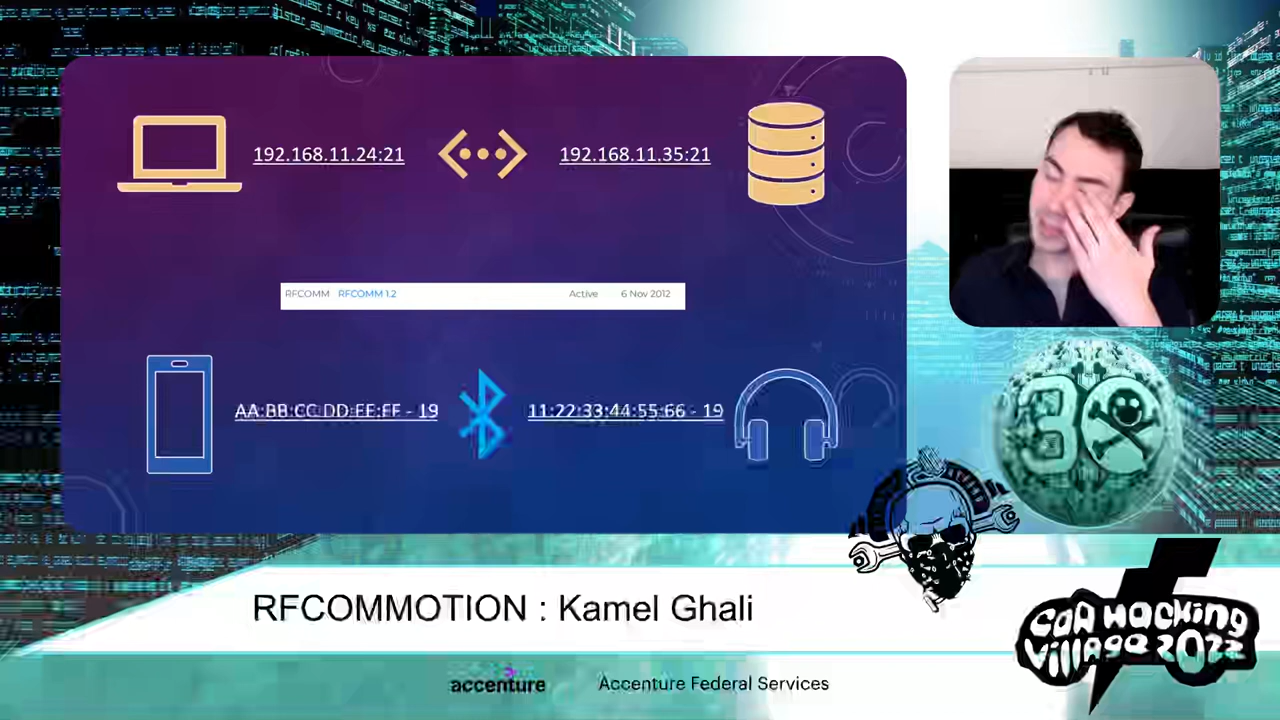 192.168.11.24:21
192.168.11.35:21
RFCOMM RFCOMM 1.2 Active 6 Nov 2012
AA:BB:CC:DD:EE:FF - 19
11:22:33:44:55:66 - 19
30
RFCOMMOTION : Kamel Ghali
CAR HACKING
VILLAGE 2022
accenture
Accenture Federal Services